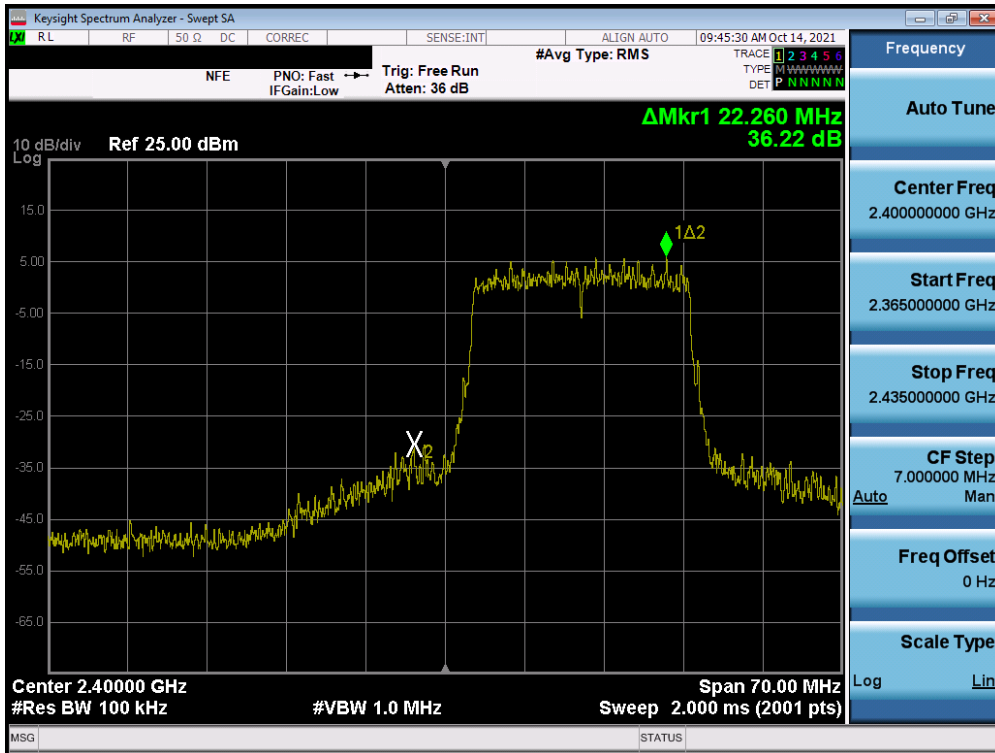 Keysight Spectrum Analyzer - Swept SA
LXI RL RF 50 Ω DC CORREC SENSE:INT ALIGN AUTO 09:45:30 AM Oct 14, 2021
NFE
PNO: Fast
IFGain:Low
Trig: Free Run
Atten: 36 dB
#Avg Type: RMS
TRACE 1 2 3 4 5 6
TYPE M W W W W W
DET P N N N N N
ΔMkr1 22.260 MHz
36.22 dB
10 dB/div Ref 25.00 dBm
Log
15.0
5.00
-5.00
-15.0
-25.0
-35.0
-45.0
-55.0
-65.0
1Δ2
X2
Center 2.40000 GHz Span 70.00 MHz
#Res BW 100 kHz #VBW 1.0 MHz Sweep 2.000 ms (2001 pts)
MSG STATUS
Frequency
Auto Tune
Center Freq
2.400000000 GHz
Start Freq
2.365000000 GHz
Stop Freq
2.435000000 GHz
CF Step
7.000000 MHz
Auto Man
Freq Offset
0 Hz
Scale Type
Log Lin